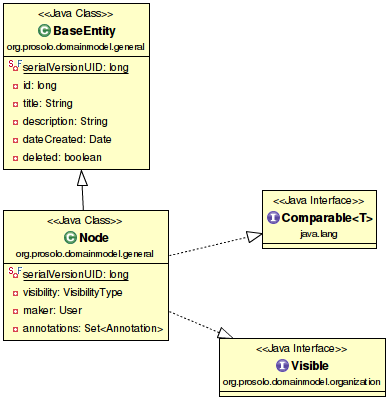 <<Java Class>>
BaseEntity
org.prosolo.domainmodel.general
serialVersionUID: long
id: long
title: String
description: String
dateCreated: Date
deleted: boolean
<<Java Class>>
Node
org.prosolo.domainmodel.general
serialVersionUID: long
visibility: VisibilityType
maker: User
annotations: Set<Annotation>
<<Java Interface>>
Comparable<T>
java.lang
<<Java Interface>>
Visible
org.prosolo.domainmodel.organization